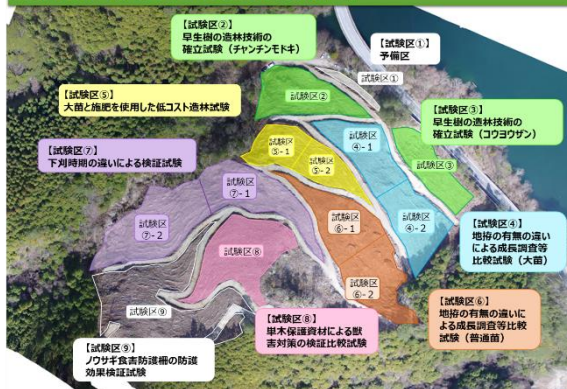 【試験区②】
早生樹の造林技術の
確立試験（チャンチンモドキ）
【試験区①】
予備区
試験区①
【試験区⑤】
大苗と施肥を使用した低コスト造林試験
試験区②
【試験区③】
早生樹の造林技術の
確立試験（コウヨウザン）
試験区
⑤-1
試験区
④-1
試験区
⑤-2
試験区③
【試験区⑦】
下刈時期の違いによる検証試験
試験区
⑦-1
試験区
⑦-2
試験区
⑥-1
試験区
④-2
【試験区④】
地拵の有無の違い
による成長調査等
比較試験（大苗）
試験区⑧
試験区
⑥-2
試験区⑨
【試験区⑥】
地拵の有無の違いによ
る成長調査等比較
試験（普通苗）
【試験区⑧】
単木保護資材による獣
害対策の検証比較試験
【試験区⑨】
ノウサギ食害防護柵の防護
効果検証試験